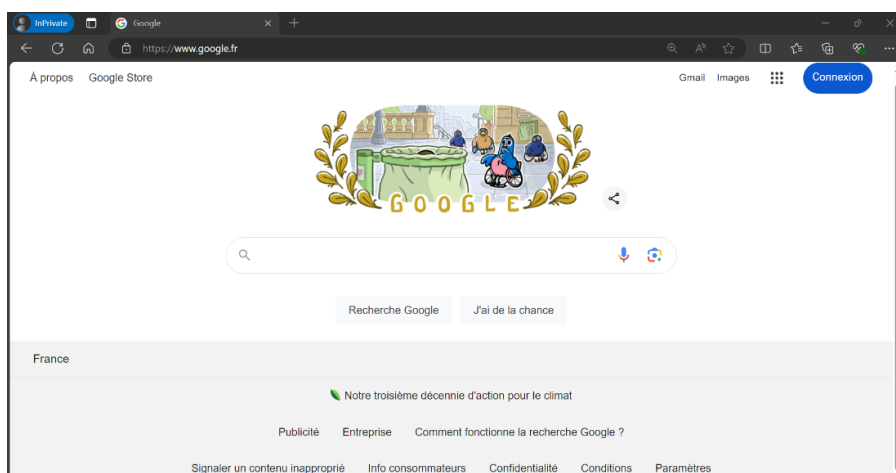 InPrivate
Google
https://www.google.fr
À propos Google Store
Gmail Images Connexion
GOOGLE
Recherche Google J'ai de la chance
France
Notre troisième décennie d'action pour le climat
Publicité Entreprise Comment fonctionne la recherche Google ?
Signaler un contenu inapproprié Info consommateurs Confidentialité Conditions Paramètres